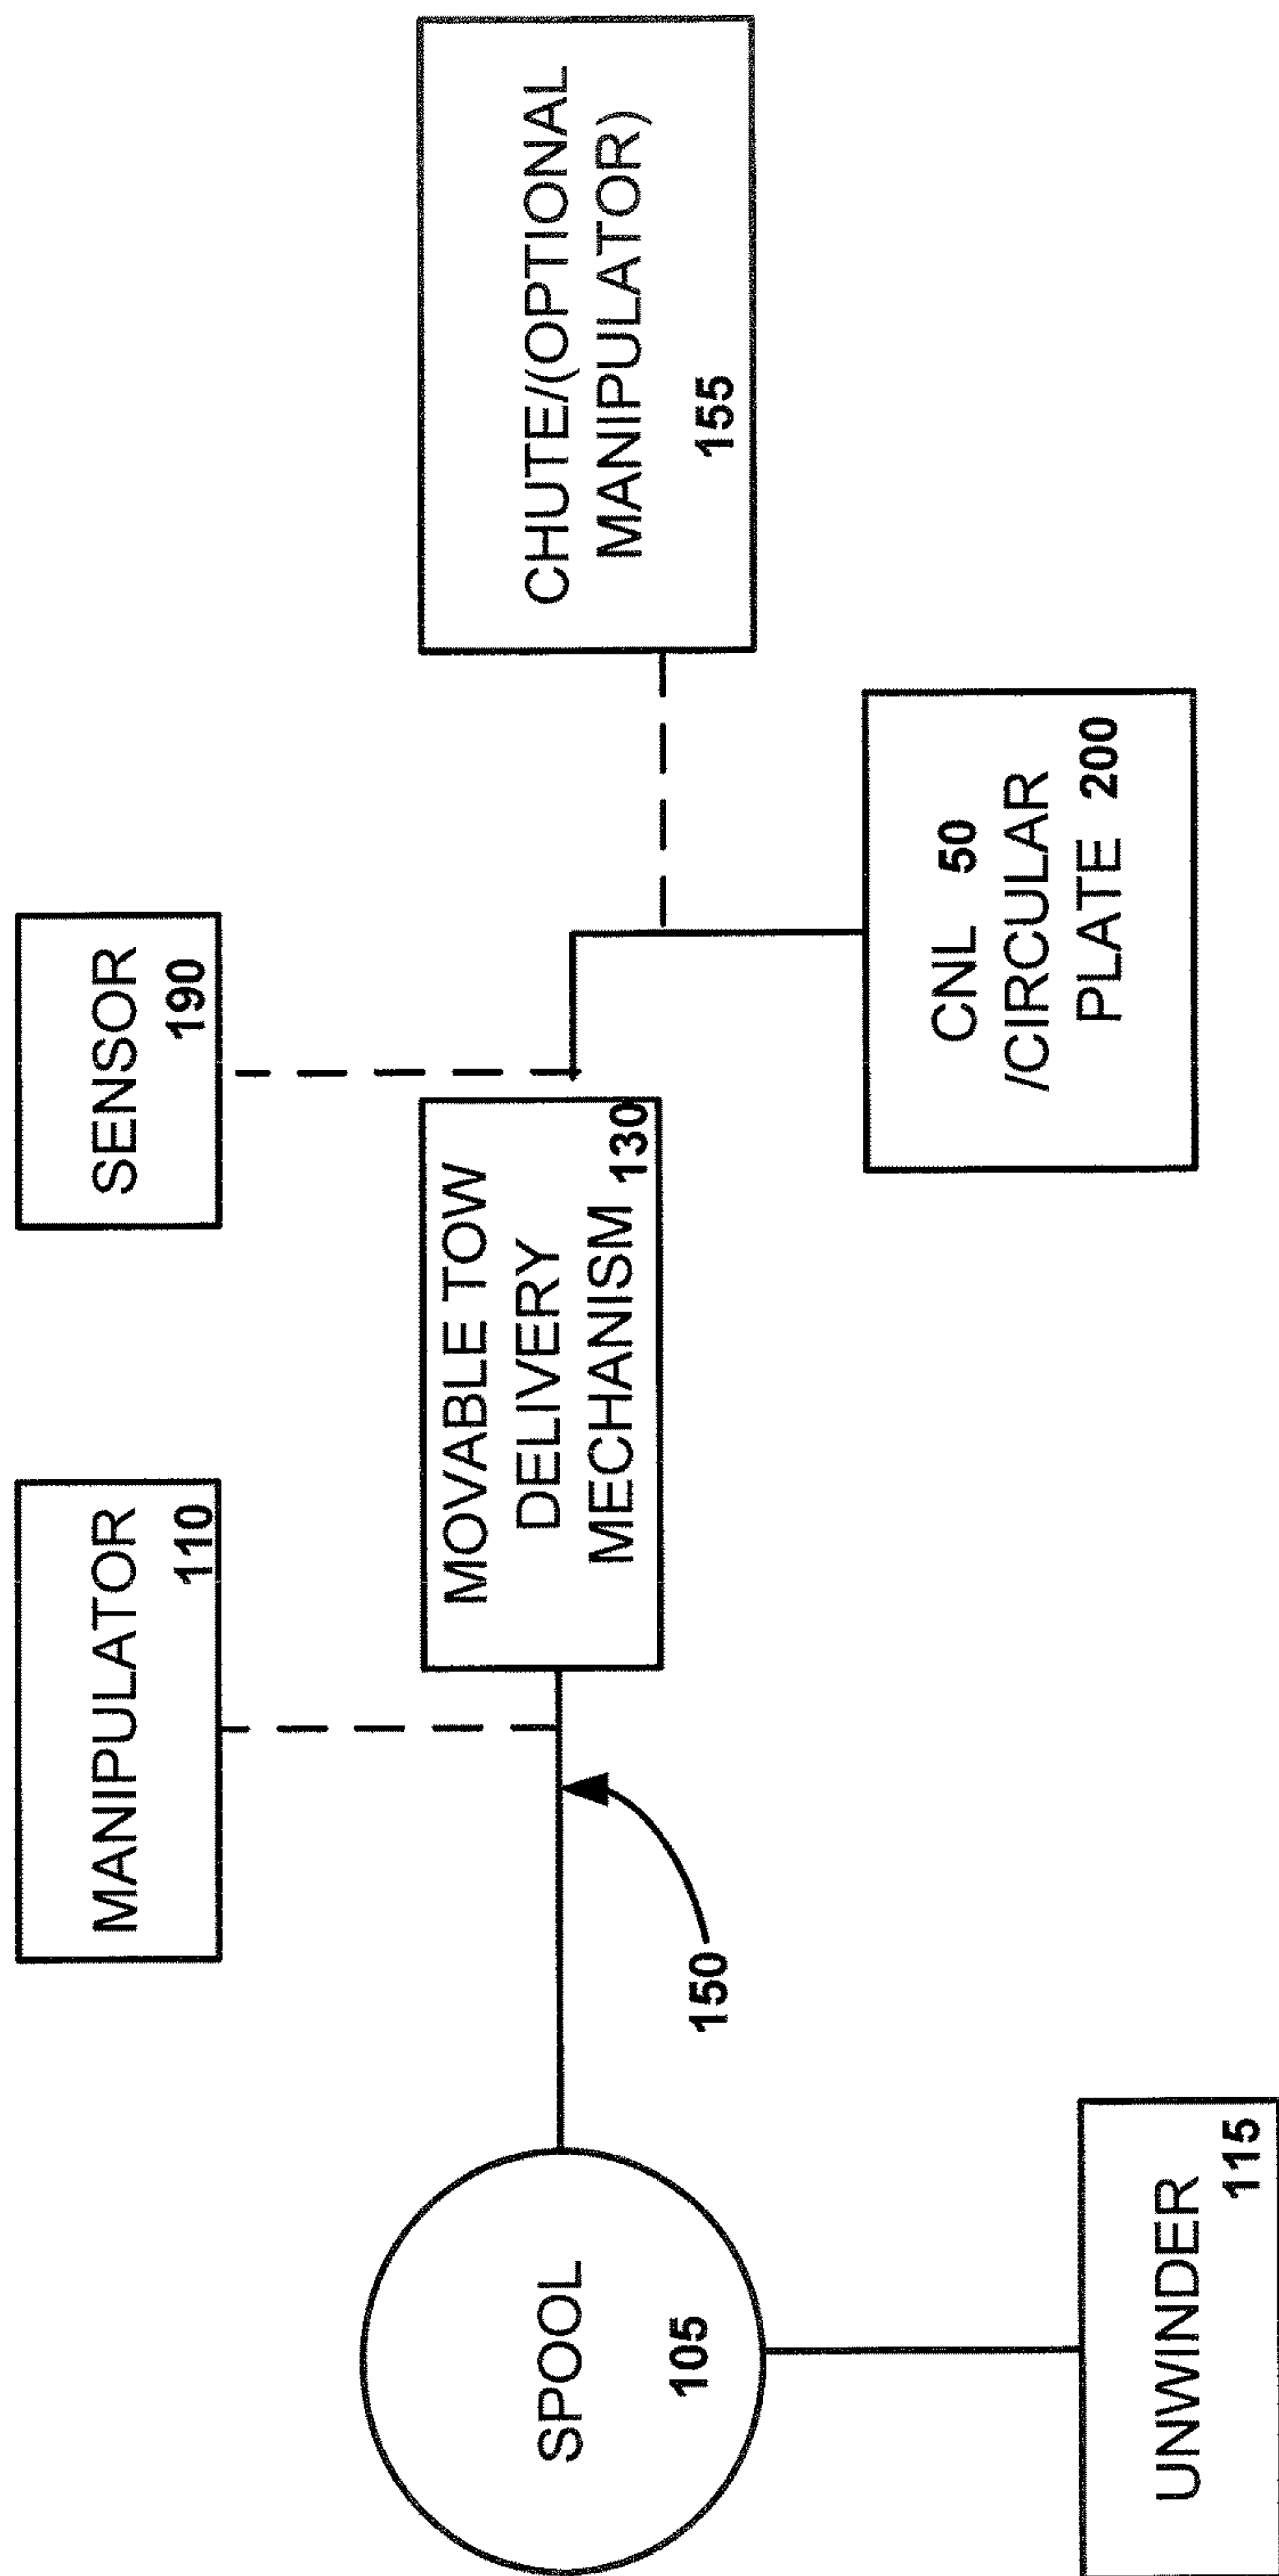 MANIPULATOR
110
SENSOR
190
SPOOL
105
150
MOVABLE TOW
DELIVERY
MECHANISM 130
CHUTE/(OPTIONAL
MANIPULATOR)
155
UNWINDER
115
CNL 50
/CIRCULAR
PLATE 200